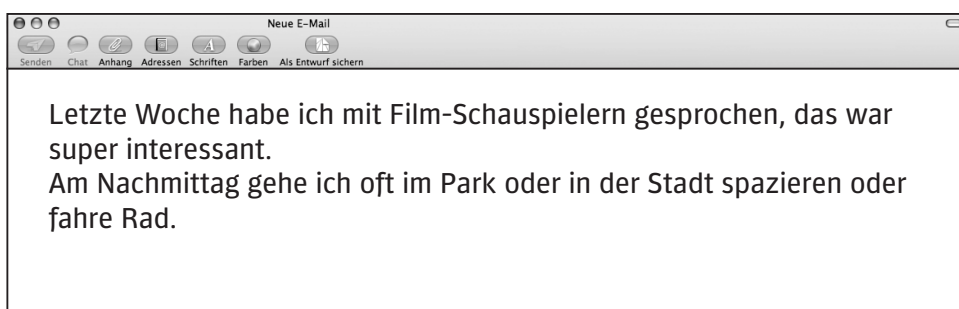 Neue E-Mail
Senden Chat Anhang Adressen Schriften Farben Als Entwurf sichern
Letzte Woche habe ich mit Film-Schauspielern gesprochen, das war
super interessant.
Am Nachmittag gehe ich oft im Park oder in der Stadt spazieren oder
fahre Rad.